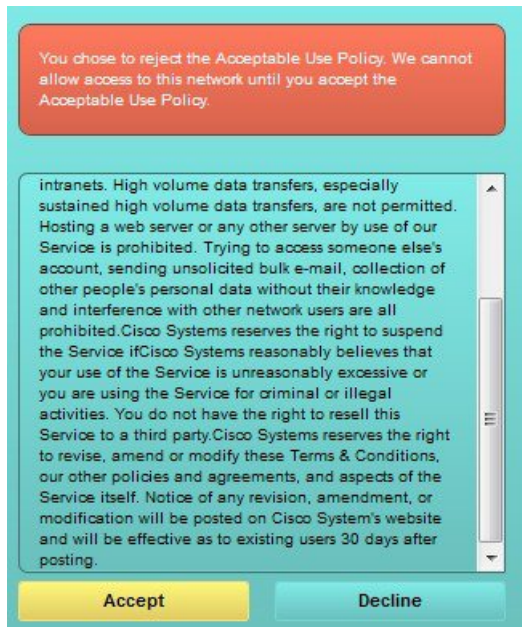 You chose to reject the Acceptable Use Policy. We cannot
allow access to this network until you accept the
Acceptable Use Policy.
intranets. High volume data transfers, especially
sustained high volume data transfers, are not permitted.
Hosting a web server or any other server by use of our
Service is prohibited. Trying to access someone else's
account, sending unsolicited bulk e-mail, collection of
other people's personal data without their knowledge
and interference with other network users are all
prohibited.Cisco Systems reserves the right to suspend
the Service ifCisco Systems reasonably believes that
your use of the Service is unreasonably excessive or
you are using the Service for criminal or illegal
activities. You do not have the right to resell this
Service to a third party.Cisco Systems reserves the right
to revise, amend or modify these Terms & Conditions,
our other policies and agreements, and aspects of the
Service itself. Notice of any revision, amendment, or
modification will be posted on Cisco System's website
and will be effective as to existing users 30 days after
posting.
Accept
Decline